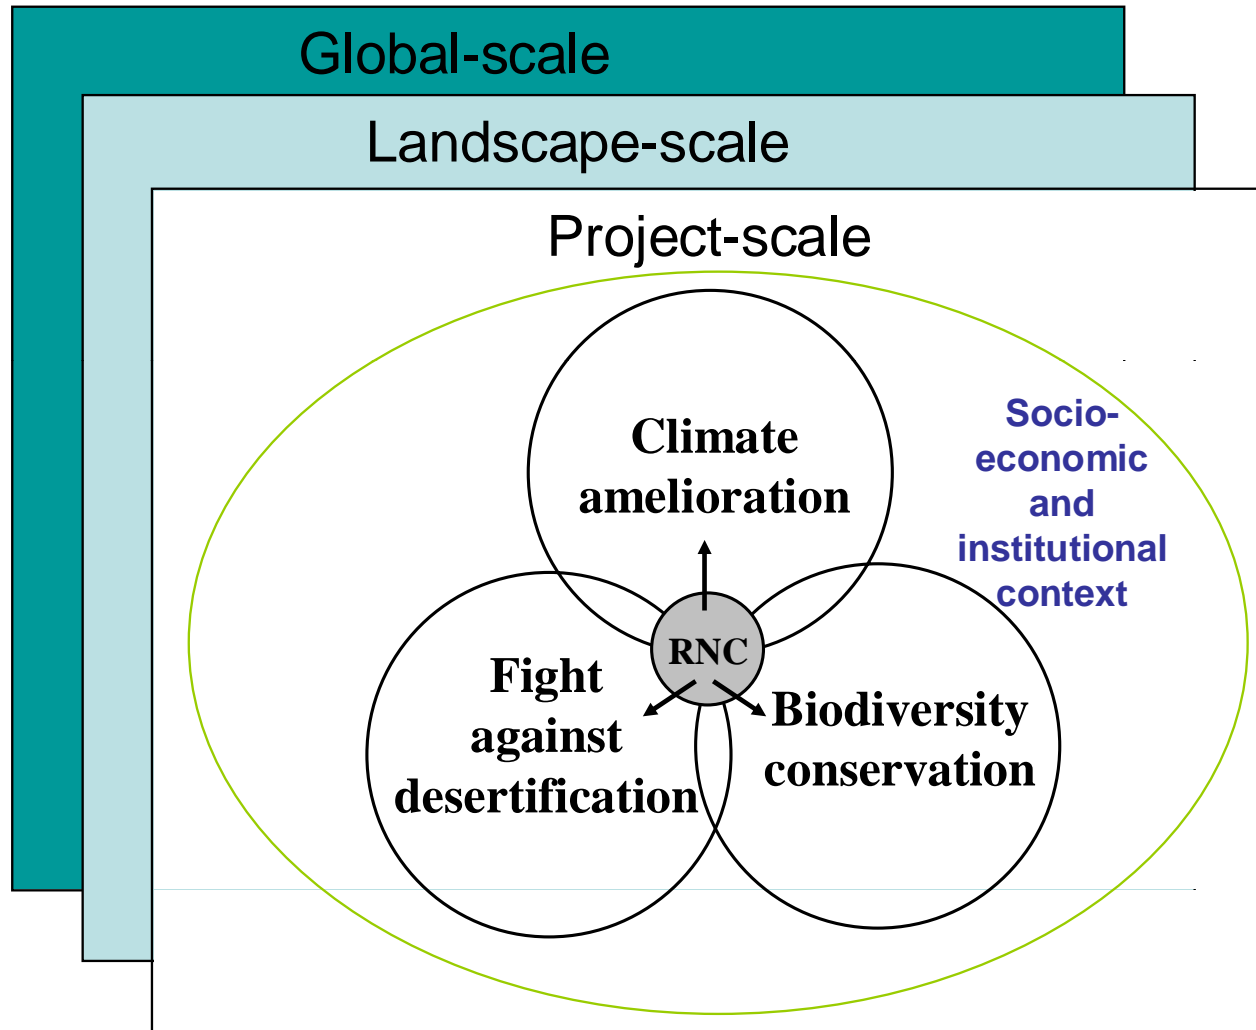 Global-scale
Landscape-scale
Project-scale
Socio-
economic
and
institutional
context
Climate
amelioration
RNC
Fight
against
desertification
Biodiversity
conservation